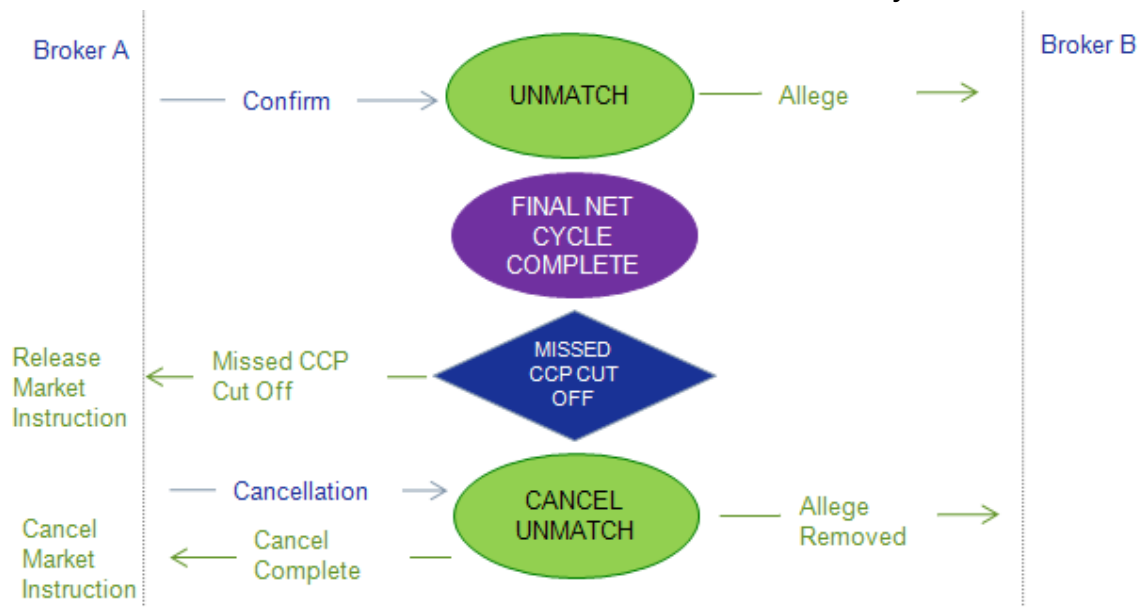 Broker A
Broker B
Confirm
UNMATCH
Allege
FINAL NET
CYCLE
COMPLETE
Release
Market
Instruction
Missed CCP
Cut Off
MISSED
CCP CUT
OFF
Cancellation
CANCEL
UNMATCH
Allege
Removed
Cancel
Market
Instruction
Cancel
Complete